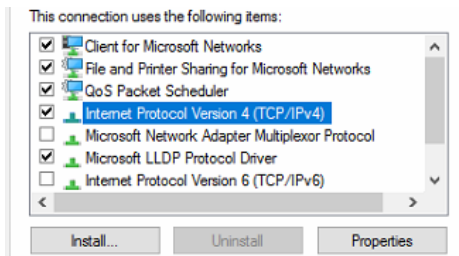 This connection uses the following items:
Client for Microsoft Networks
File and Printer Sharing for Microsoft Networks
QoS Packet Scheduler
Internet Protocol Version 4 (TCP/IPv4)
Microsoft Network Adapter Multiplexor Protocol
Microsoft LLDP Protocol Driver
Internet Protocol Version 6 (TCP/IPv6)
Install... Uninstall Properties